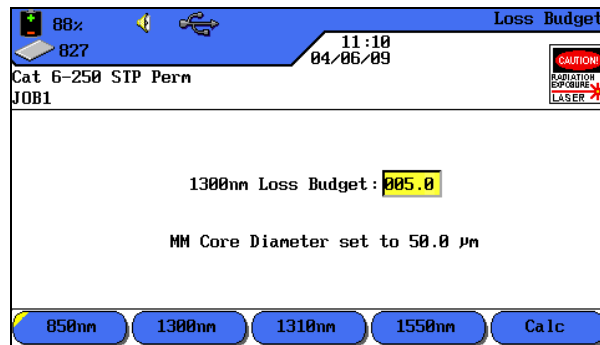 88%
Loss Budget
827
11:10
04/06/09
Cat 6-250 STP Perm
JOB1
CAUTION!
RADIATION
EXPOSURE
LASER
1300nm Loss Budget: 005.0
MM Core Diameter set to 50.0 µm
850nm
1300nm
1310nm
1550nm
Calc